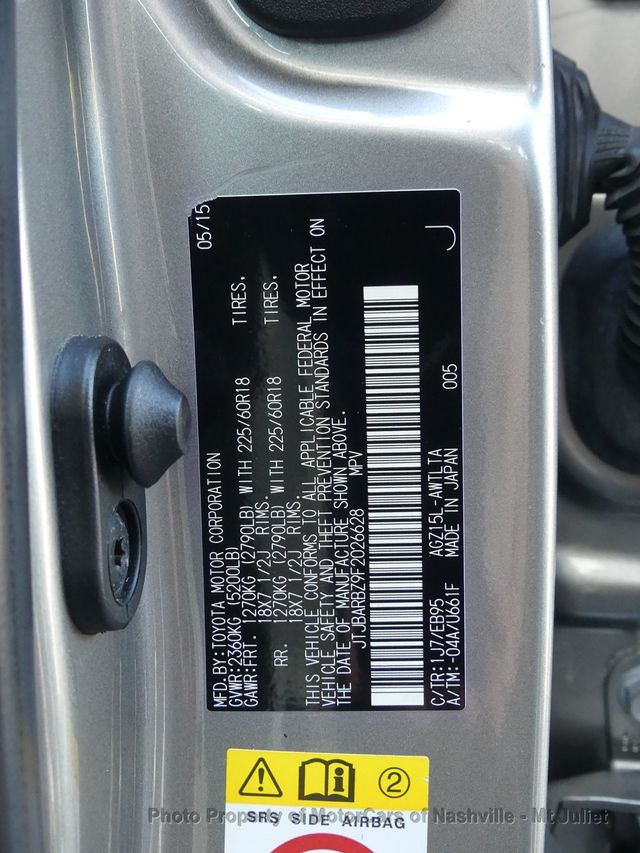 MFD.BY:TOYOTA MOTOR CORPORATION 05/15
GVWR:2360KG (5200LB)
GAWR:FRT. 1270KG (2790LB) WITH 225/60R18 TIRES.
18X7 1/2J RIMS.
RR. 1270KG (2790LB) WITH 225/60R18 TIRES.
18X7 1/2J RIMS.
THIS VEHICLE CONFORMS TO ALL APPLICABLE FEDERAL MOTOR
VEHICLE SAFETY AND THEFT PREVENTION STANDARDS IN EFFECT ON
THE DATE OF MANUFACTURE SHOWN ABOVE.
JTJBARBZ9F2026628 MPV
C/TR:1J7/EB95 AGZ15L-AWTLTA 005
A/TM:-04A/U661F MADE IN JAPAN
J
2
SRS SIDE AIRBAG
Photo Property of MotorCars of Nashville - Mt Juliet